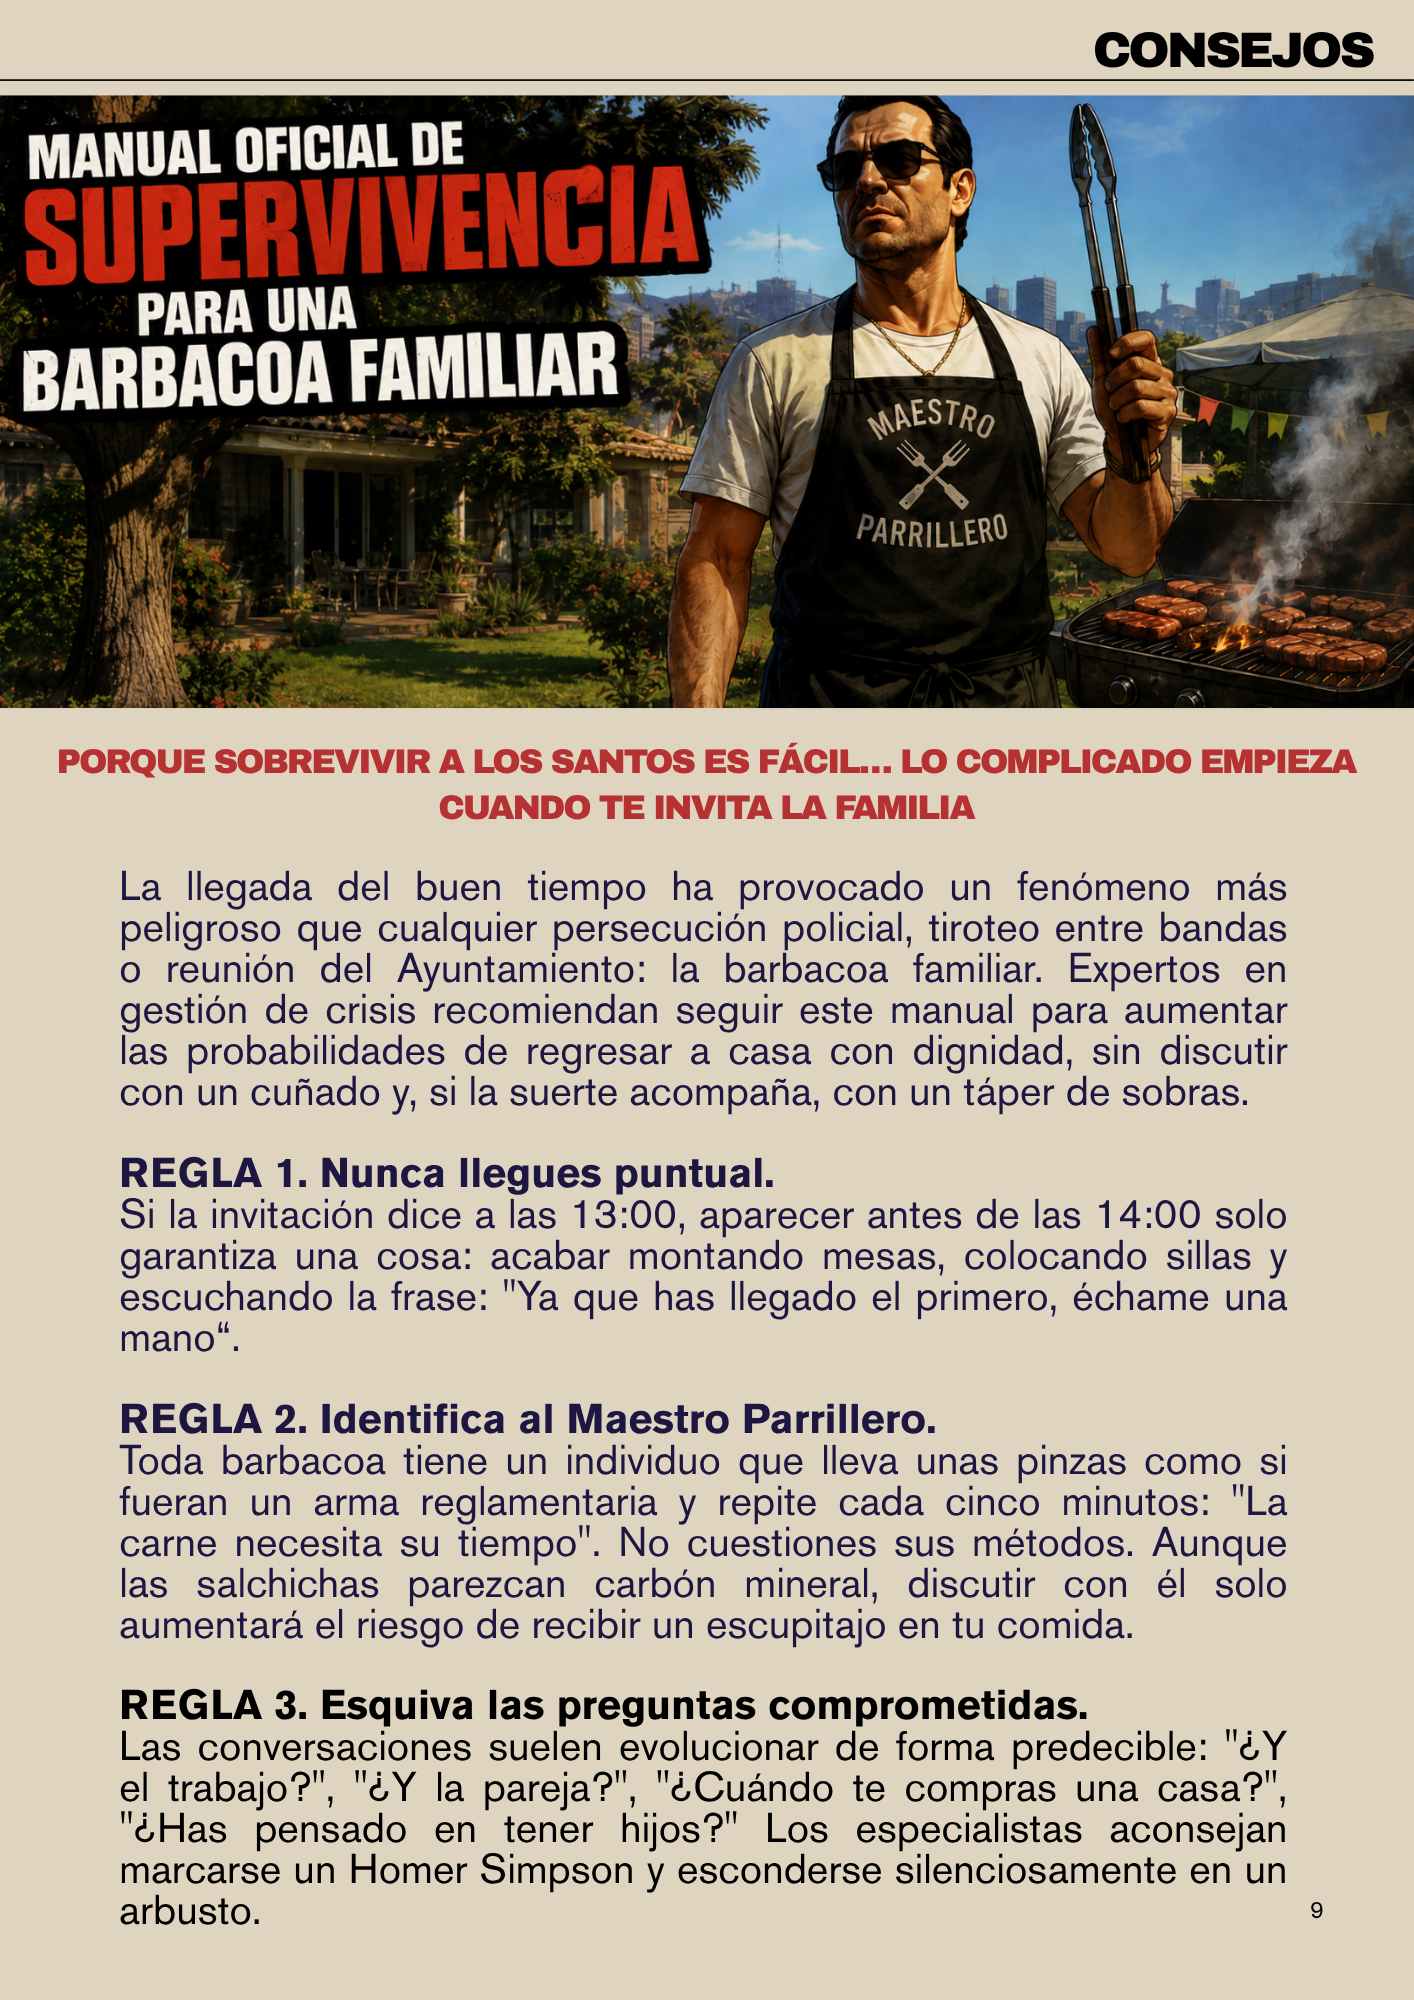 CONSEJOS
MANUAL OFICIAL DE
SUPERVIVENCIA
PARA UNA
BARBACOA FAMILIAR
MAESTRO
PARRILLERO
PORQUE SOBREVIVIR A LOS SANTOS ES FÁCIL... LO COMPLICADO EMPIEZA
CUANDO TE INVITA LA FAMILIA
La llegada del buen tiempo ha provocado un fenómeno más
peligroso que cualquier persecución policial, tiroteo entre bandas
o reunión del Ayuntamiento: la barbacoa familiar. Expertos en
gestión de crisis recomiendan seguir este manual para aumentar
las probabilidades de regresar a casa con dignidad, sin discutir
con un cuñado y, si la suerte acompaña, con un táper de sobras.
REGLA 1. Nunca llegues puntual.
Si la invitación dice a las 13:00, aparecer antes de las 14:00 solo
garantiza una cosa: acabar montando mesas, colocando sillas y
escuchando la frase: "Ya que has llegado el primero, échame una
mano“.
REGLA 2. Identifica al Maestro Parrillero.
Toda barbacoa tiene un individuo que lleva unas pinzas como si
fueran un arma reglamentaria y repite cada cinco minutos: "La
carne necesita su tiempo". No cuestiones sus métodos. Aunque
las salchichas parezcan carbón mineral, discutir con él solo
aumentará el riesgo de recibir un escupitajo en tu comida.
REGLA 3. Esquiva las preguntas comprometidas.
Las conversaciones suelen evolucionar de forma predecible: "¿Y
el trabajo?", "¿Y la pareja?", "¿Cuándo te compras una casa?",
"¿Has pensado en tener hijos?" Los especialistas aconsejan
marcarse un Homer Simpson y esconderse silenciosamente en un
arbusto.
9